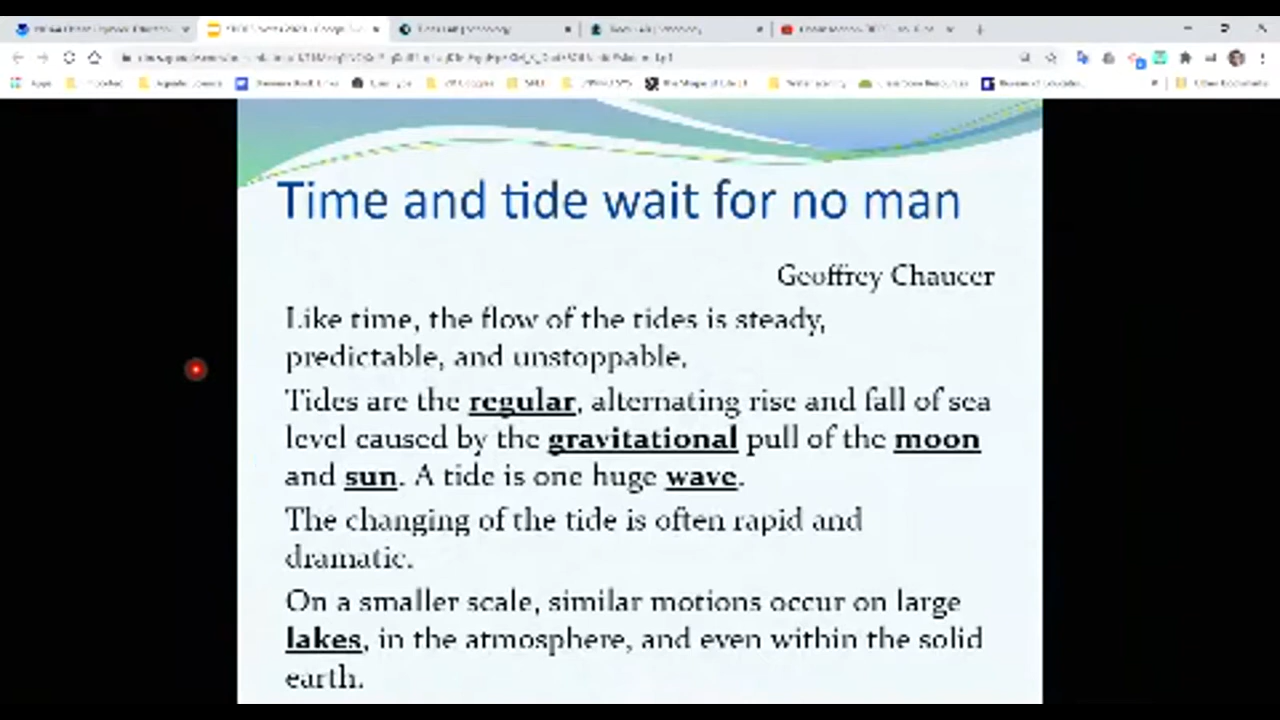 Apps
Time and tide wait for no man
Geoffrey Chaucer
Like time, the flow of the tides is steady,
predictable, and unstoppable.
Tides are the regular, alternating rise and fall of sea
level caused by the gravitational pull of the moon
and sun. A tide is one huge wave.
The changing of the tide is often rapid and
dramatic.
On a smaller scale, similar motions occur on large
lakes, in the atmosphere, and even within the solid
earth.